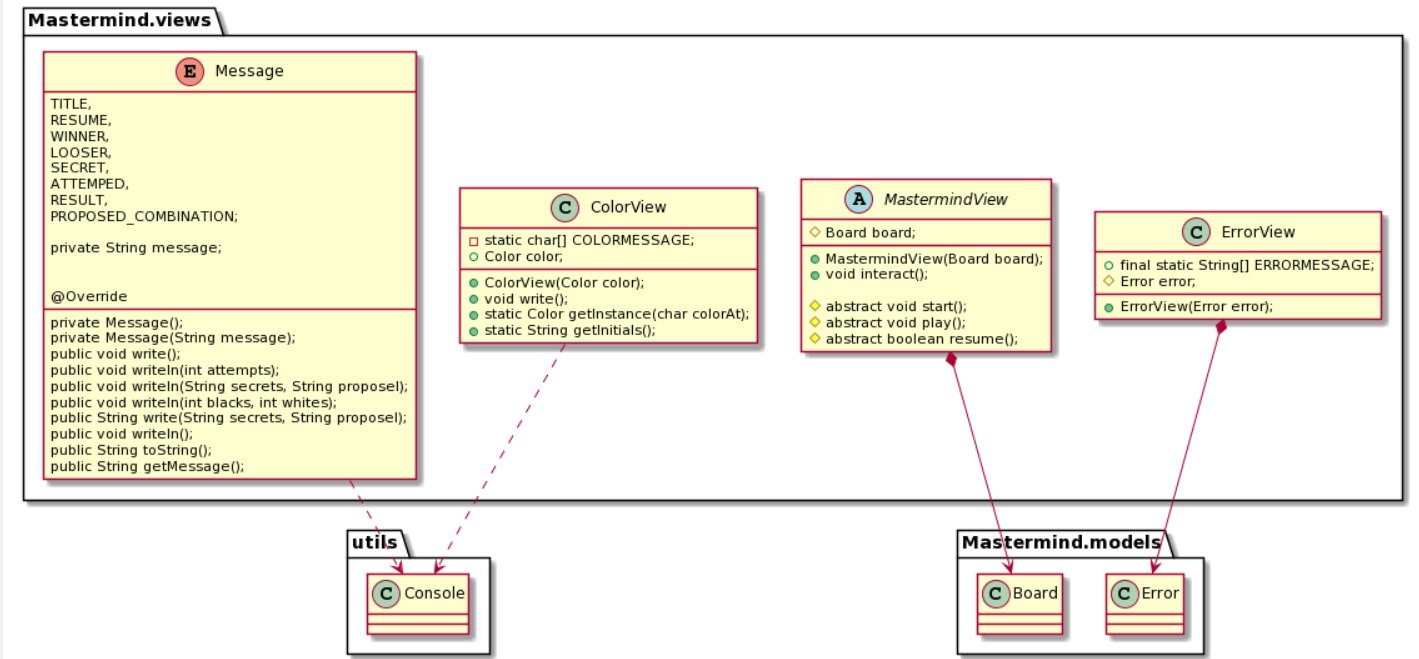 Mastermind.views
E Message
TITLE,
RESUME,
WINNER,
LOOSER,
SECRET,
ATTEMPED,
RESULT,
PROPOSED_COMBINATION;
private String message;
@Override
private Message();
private Message(String message);
public void write();
public void writeln(int attempts);
public void writeln(String secrets, String proposel);
public void writeln(int blacks, int whites);
public String write(String secrets, String proposel);
public void writeln();
public String toString();
public String getMessage();
C ColorView
static char[] COLORMESSAGE;
Color color;
ColorView(Color color);
void write();
static Color getInstance(char colorAt);
static String getInitials();
A MastermindView
Board board;
MastermindView(Board board);
void interact();
abstract void start();
abstract void play();
abstract boolean resume();
C ErrorView
final static String[] ERRORMESSAGE;
Error error;
ErrorView(Error error);
utils
C Console
Mastermind.models
C Board
C Error